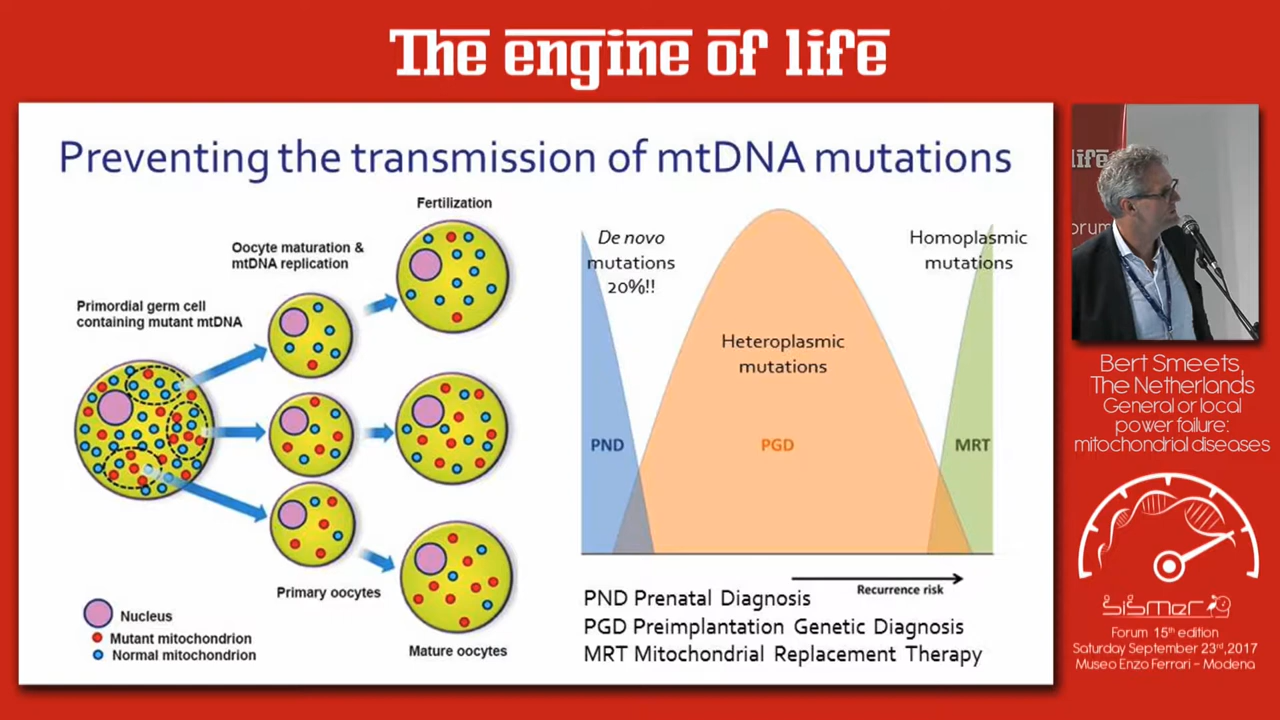 The engine of life
Preventing the transmission of mtDNA mutations
Fertilization
Oocyte maturation &
mtDNA replication
Primordial germ cell
containing mutant mtDNA
Primary oocytes
Mature oocytes
Nucleus
Mutant mitochondrion
Normal mitochondrion
De novo
mutations
20%!!
Heteroplasmic
mutations
Homoplasmic
mutations
PND
PGD
MRT
Recurrence risk
PND Prenatal Diagnosis
PGD Preimplantation Genetic Diagnosis
MRT Mitochondrial Replacement Therapy
life
orum
Bert Smeets,
The Netherlands
General or local
power failure:
mitochondrial diseases
SISMER
Forum 15th edition
Saturday September 23rd,2017
Museo Enzo Ferrari - Modena